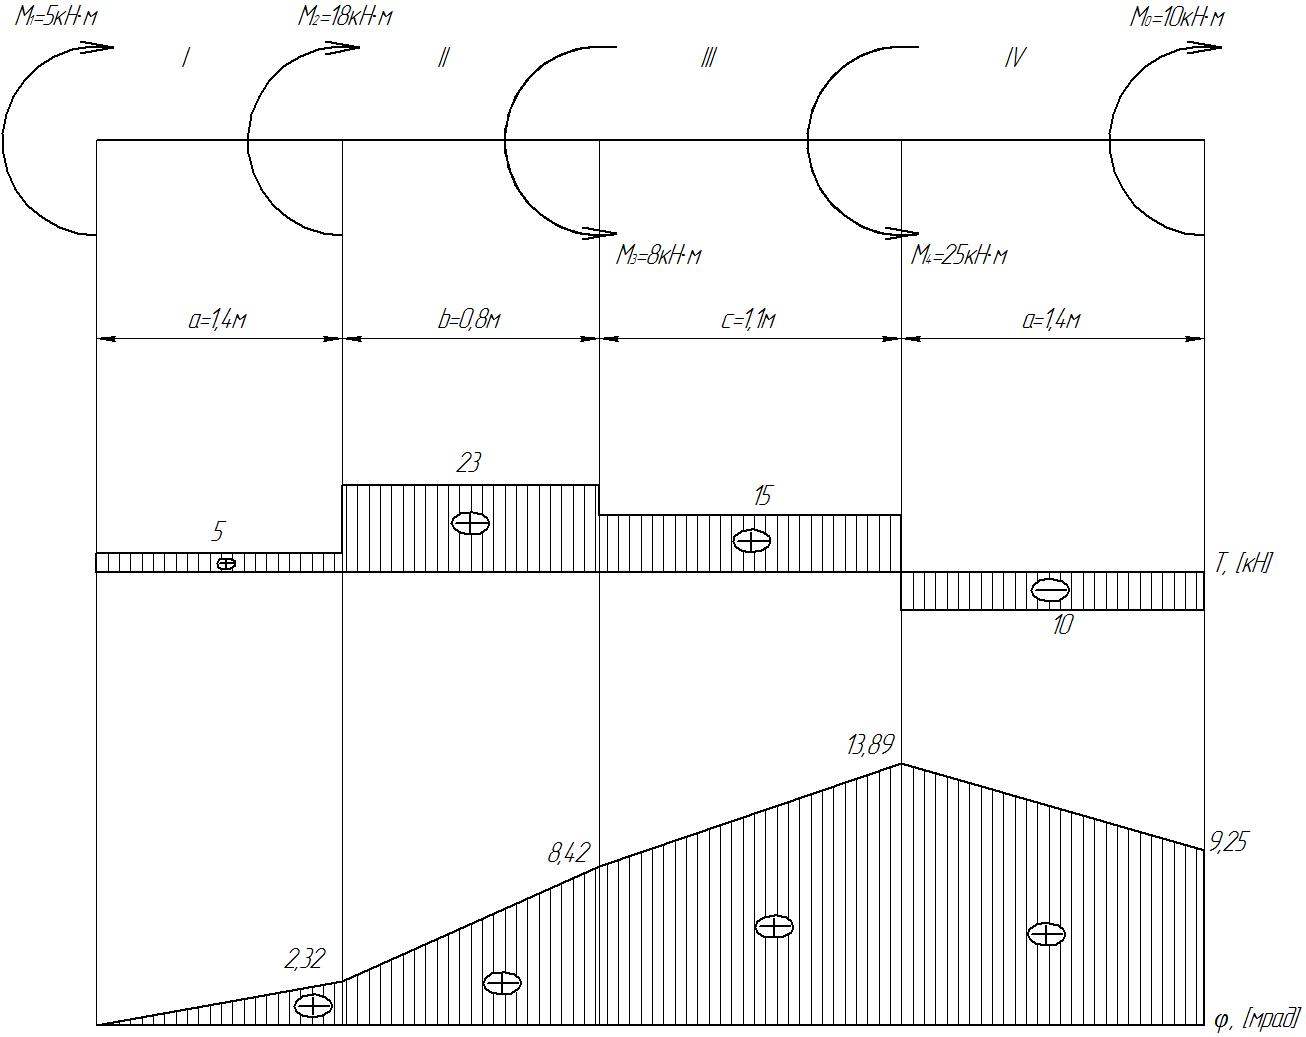 M₁=5кН·м
M₂=18кН·м
M₀=10кН·м
I
II
III
IV
M₃=8кН·м
M₄=25кН·м
a=1,4м
b=0,8м
c=1,1м
a=1,4м
23
15
5
T, [кН]
10
13,89
8,42
9,25
2,32
φ, [мрад]